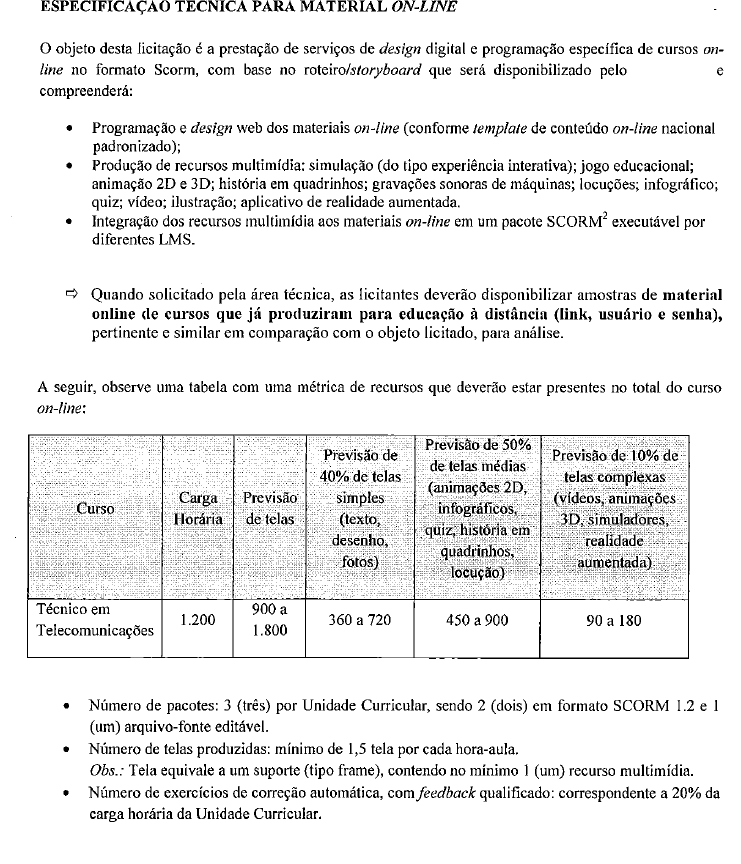 ESPECIFICAÇÃO TÉCNICA PARA MATERIAL ON-LINE
O objeto desta licitação é a prestação de serviços de design digital e programação específica de cursos on-
line no formato Scorm, com base no roteiro/storyboard que será disponibilizado pelo e
compreenderá:
• Programação e design web dos materiais on-line (conforme template de conteúdo on-line nacional
padronizado);
• Produção de recursos multimídia: simulação (do tipo experiência interativa); jogo educacional;
animação 2D e 3D; história em quadrinhos; gravações sonoras de máquinas; locuções; infográfico;
quiz; vídeo; ilustração; aplicativo de realidade aumentada.
• Integração dos recursos multimídia aos materiais on-line em um pacote SCORM² executável por
diferentes LMS.
⇨ Quando solicitado pela área técnica, as licitantes deverão disponibilizar amostras de material
online de cursos que já produziram para educação à distância (link, usuário e senha),
pertinente e similar em comparação com o objeto licitado, para análise.
A seguir, observe uma tabela com uma métrica de recursos que deverão estar presentes no total do curso
on-line:
Curso
Carga
Horária
Previsão
de telas
Previsão de
40% de telas
simples
(texto,
desenho,
fotos)
Previsão de 50%
de telas médias
(animações 2D,
infográficos,
quiz, história em
quadrinhos,
locução)
Previsão de 10% de
telas complexas
(vídeos, animações
3D, simuladores,
realidade
aumentada)
Técnico em
Telecomunicações
1.200
900 a
1.800
360 a 720
450 a 900
90 a 180
• Número de pacotes: 3 (três) por Unidade Curricular, sendo 2 (dois) em formato SCORM 1.2 e 1
(um) arquivo-fonte editável.
• Número de telas produzidas: mínimo de 1,5 tela por cada hora-aula.
Obs.: Tela equivale a um suporte (tipo frame), contendo no mínimo 1 (um) recurso multimídia.
• Número de exercícios de correção automática, com feedback qualificado: correspondente a 20% da
carga horária da Unidade Curricular.